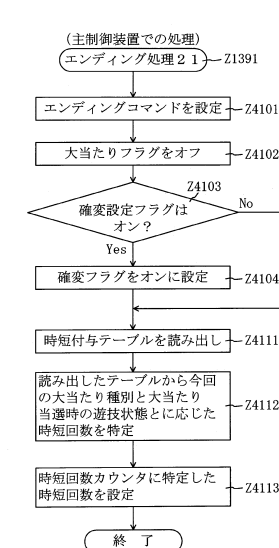 (主制御装置での処理)
エンディング処理21
Z1391
エンディングコマンドを設定
Z4101
大当たりフラグをオフ
Z4102
Z4103
確変設定フラグは
オン?
No
Yes
確変フラグをオンに設定
Z4104
時短付与テーブルを読み出し
Z4111
読み出したテーブルから今回
の大当たり種別と大当たり
当選時の遊技状態とに応じた
時短回数を特定
Z4112
時短回数カウンタに特定した
時短回数を設定
Z4113
終 了